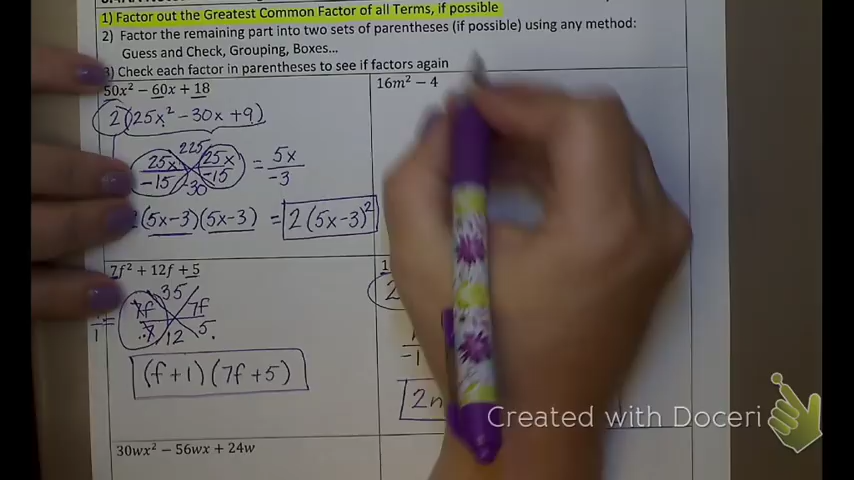 1) Factor out the Greatest Common Factor of all Terms, if possible
2) Factor the remaining part into two sets of parentheses (if possible) using any method:
Guess and Check, Grouping, Boxes...
3) Check each factor in parentheses to see if factors again
50x² − 60x + 18
2(25x² −30x +9)
225
25x 25x = 5x
−15 −15 −3
−30
(5x−3)(5x−3) = 2(5x−3)²
16m² − 4
7f² + 12f + 5
35
7f 7f
7 12 5
1
(f+1)(7f+5)
1
2
−1
2n
30wx² − 56wx + 24w
Created with Doceri